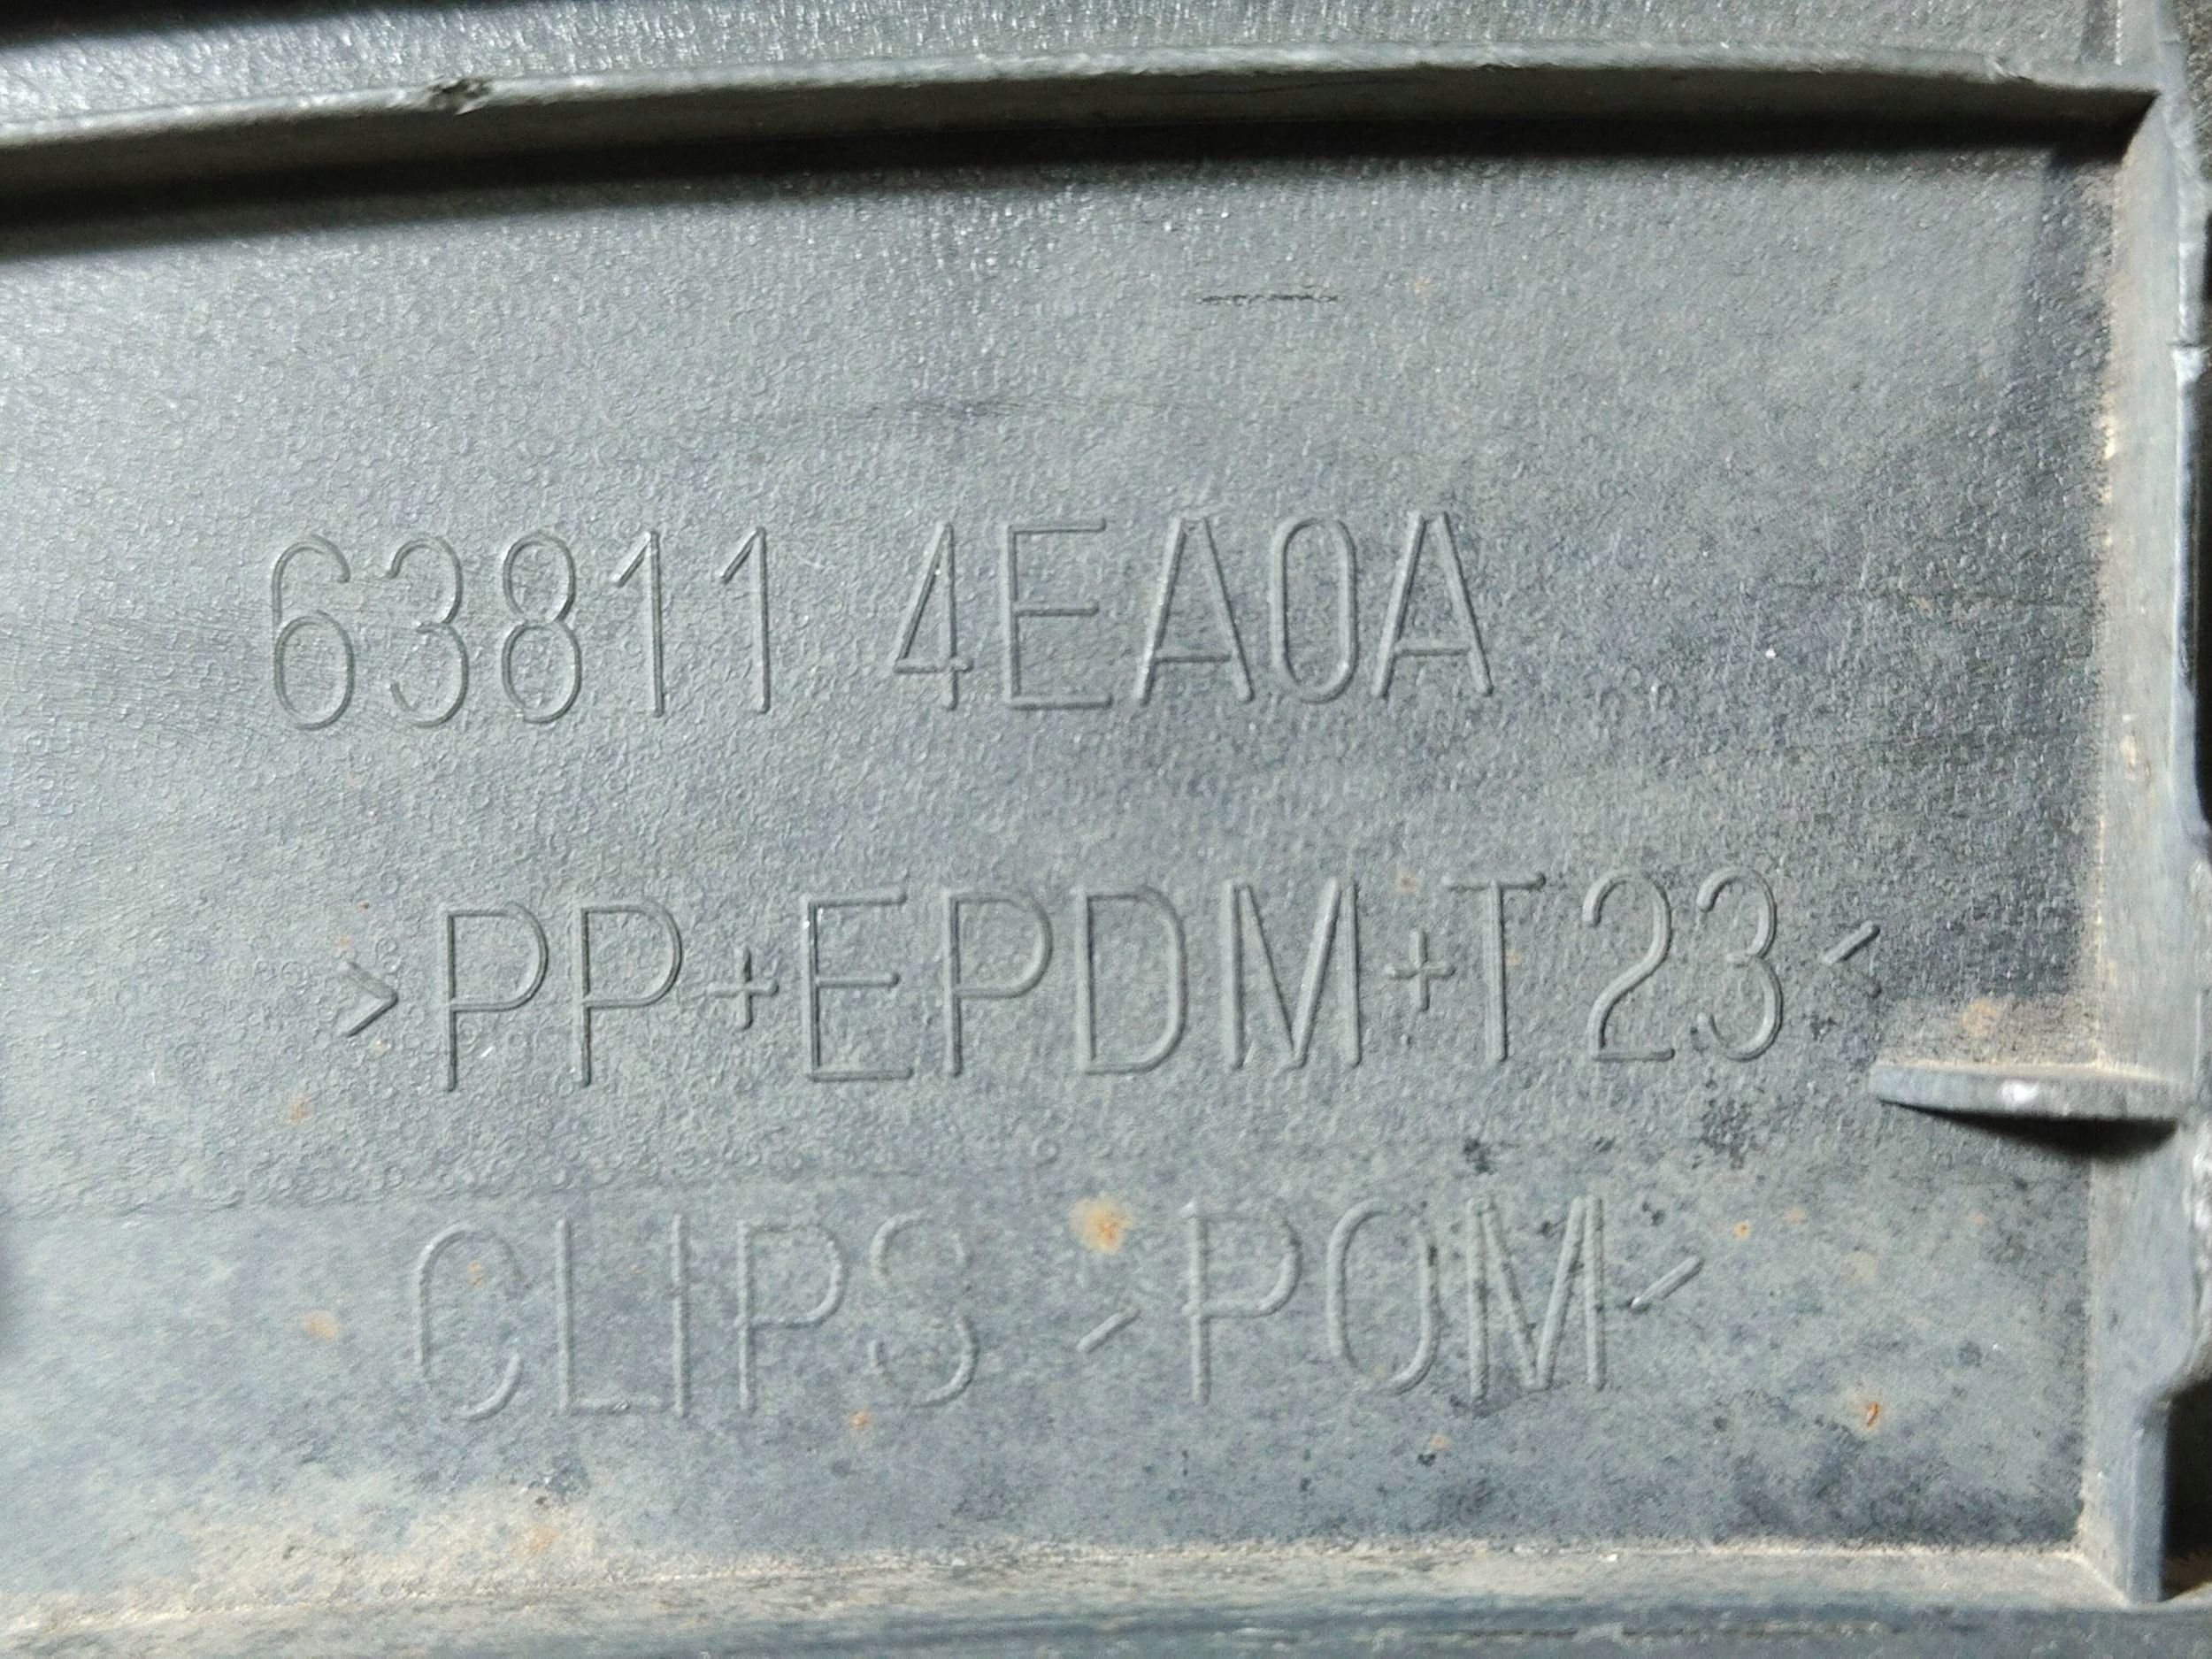 63811 4EA0A
>PP+EPDM+T23<
CLIPS >POM<